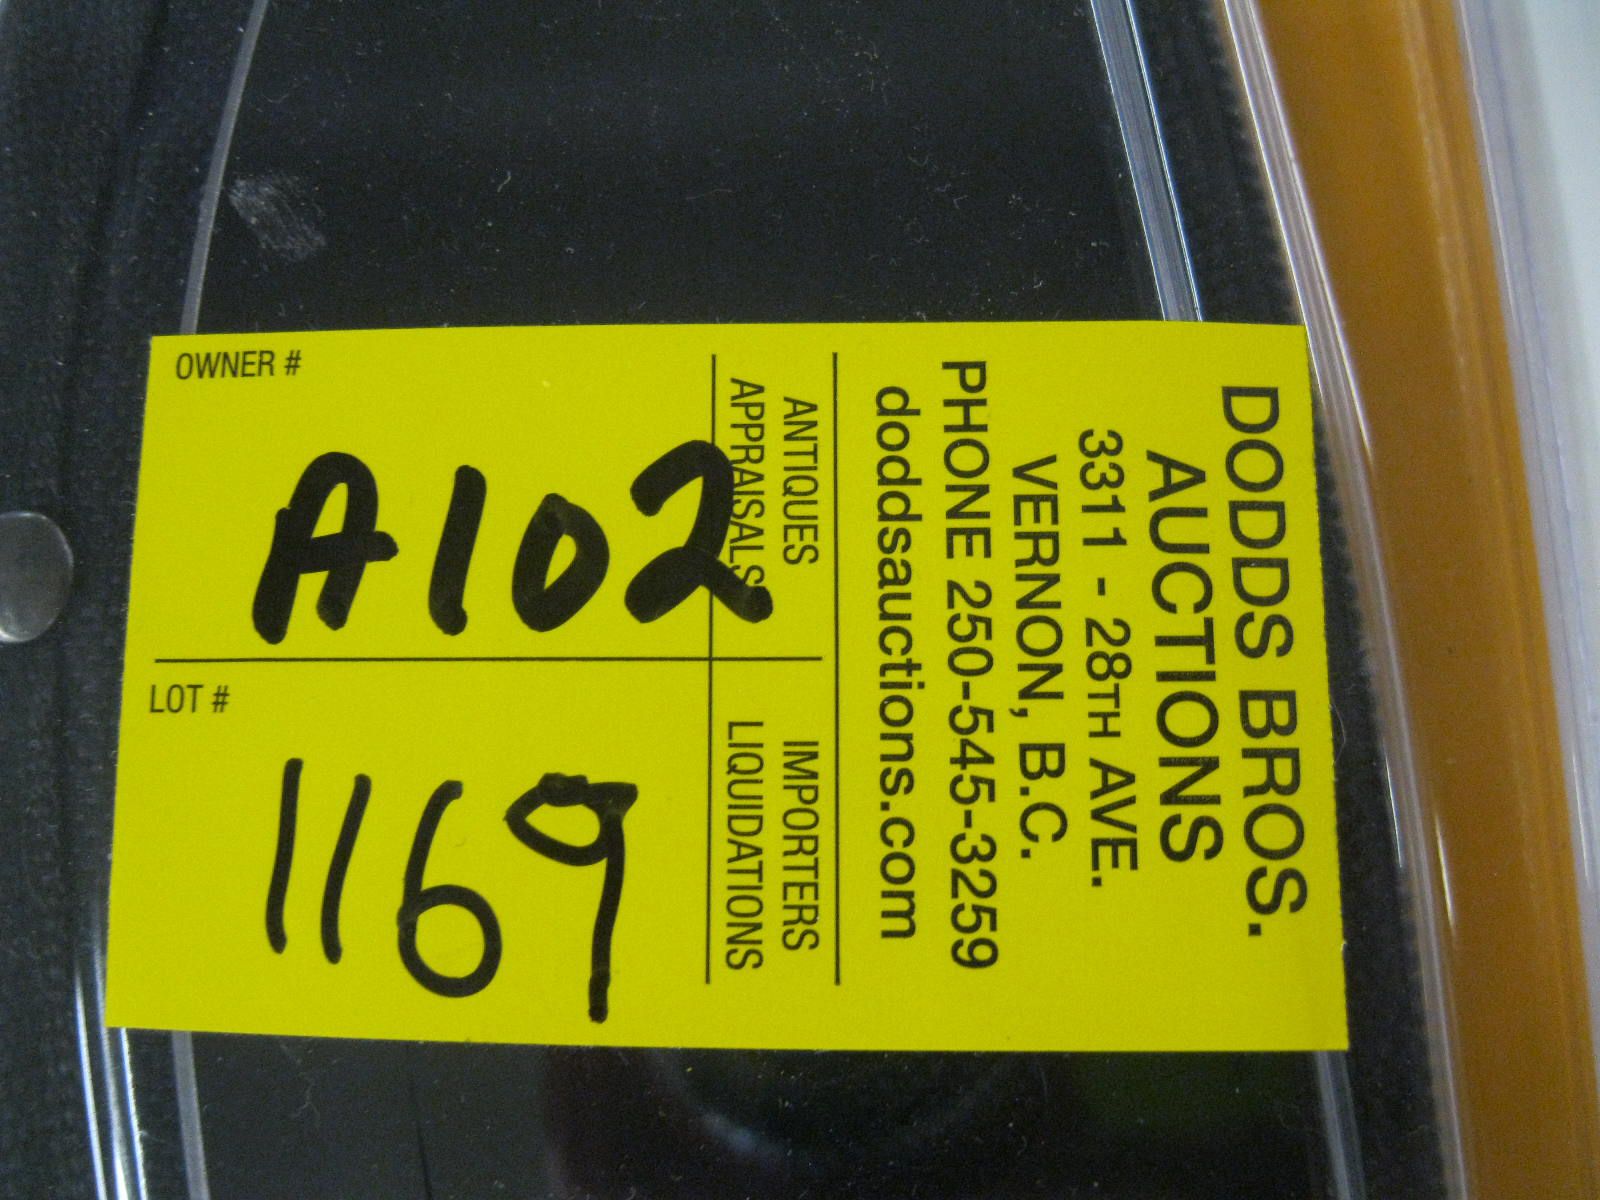 OWNER #
A102
LOT #
1169
ANTIQUES
APPRAISALS
IMPORTERS
LIQUIDATIONS
DODDS BROS.
AUCTIONS
3311 - 28TH AVE.
VERNON, B.C.
PHONE 250-545-3259
doddsauctions.com